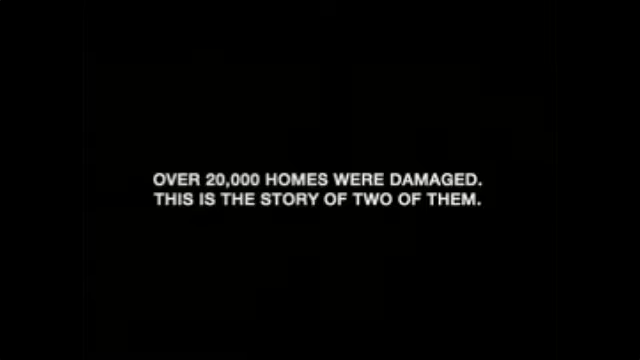 OVER 20,000 HOMES WERE DAMAGED.
THIS IS THE STORY OF TWO OF THEM.